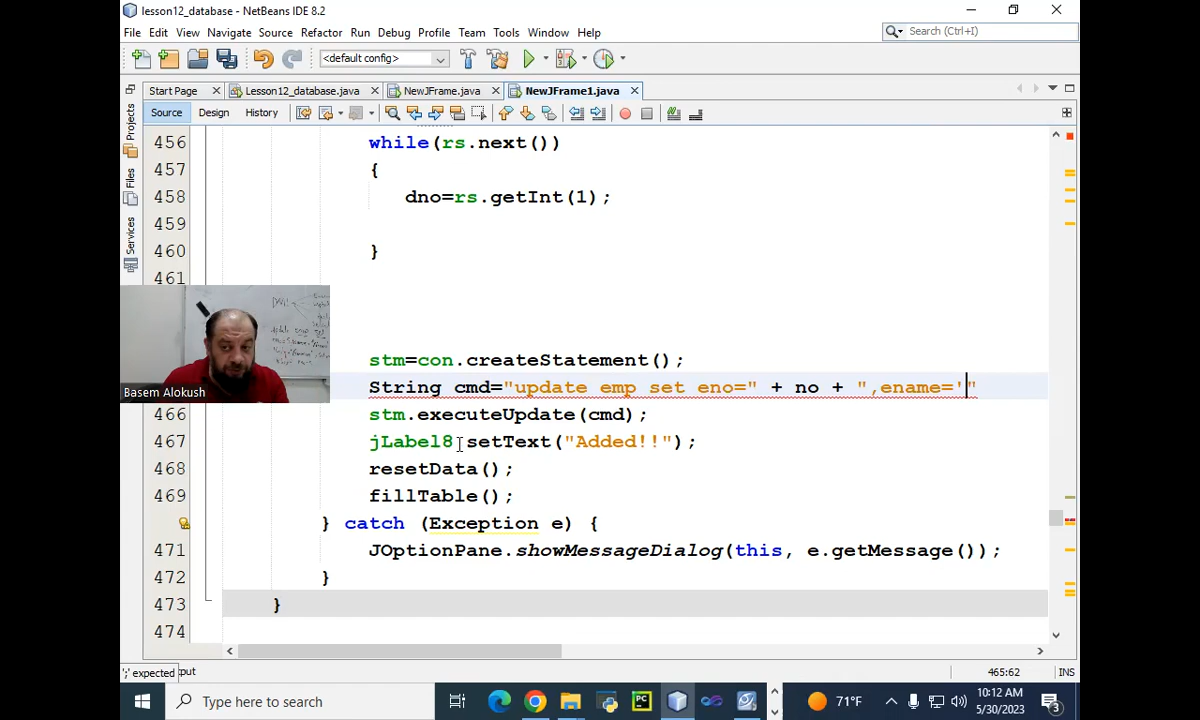 lesson12_database - NetBeans IDE 8.2
File Edit View Navigate Source Refactor Run Debug Profile Team Tools Window Help
Search (Ctrl+I)
<default config>
Start Page Lesson12_database.java NewJFrame.java NewJFrame1.java
Source Design History
Projects
Files
Services
456 while(rs.next())
457 {
458 dno=rs.getInt(1);
459
460 }
461
stm=con.createStatement();
String cmd="update emp set eno=" + no + ",ename='"
466 stm.executeUpdate(cmd);
467 jLabel8.setText("Added!!");
468 resetData();
469 fillTable();
} catch (Exception e) {
471 JOptionPane.showMessageDialog(this, e.getMessage());
472 }
473 }
474
Basem Alokush
';' expected put
465:62 INS
Type here to search
PC
71°F
10:12 AM
5/30/2023
3